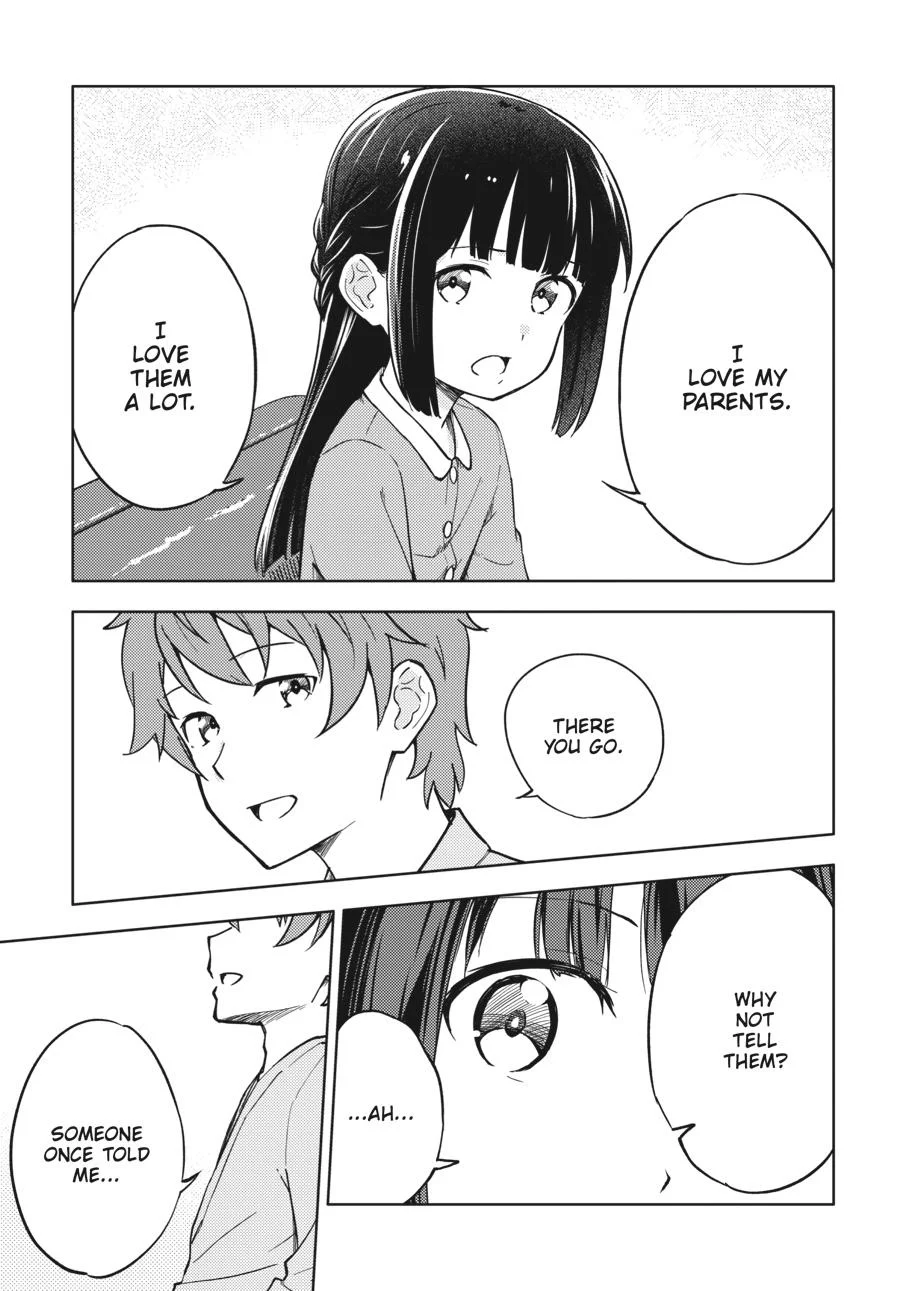 I
LOVE MY
PARENTS.
I
LOVE
THEM
A LOT.
THERE
YOU GO.
WHY
NOT
TELL
THEM?
...AH...
SOMEONE
ONCE TOLD
ME...